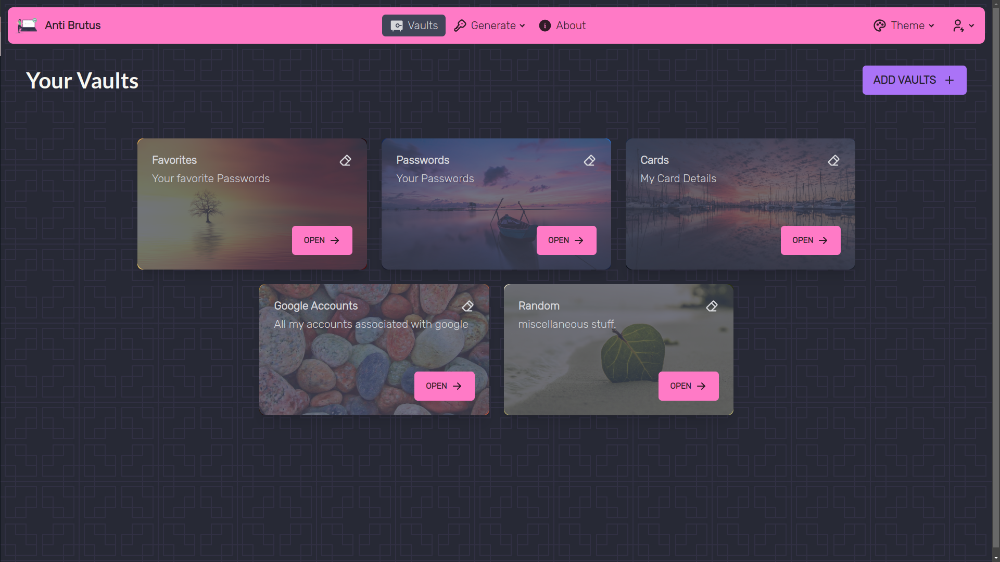 Anti Brutus
Vaults
Generate
About
Theme
Your Vaults
ADD VAULTS
Favorites
Your favorite Passwords
OPEN
Passwords
Your Passwords
OPEN
Cards
My Card Details
OPEN
Google Accounts
All my accounts associated with google
OPEN
Random
miscellaneous stuff.
OPEN